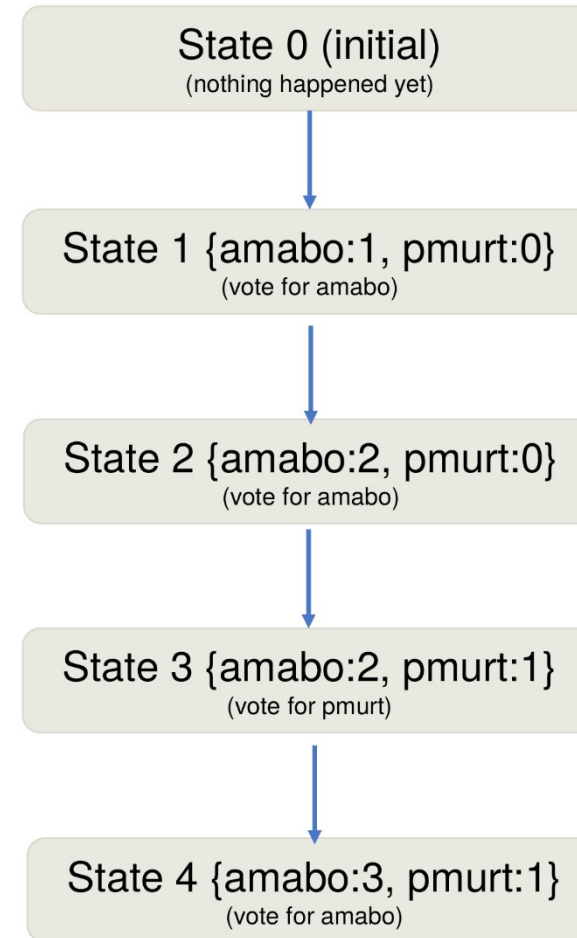 State 0 (initial)
(nothing happened yet)
State 1 {amabo:1, pmurt:0}
(vote for amabo)
State 2 {amabo:2, pmurt:0}
(vote for amabo)
State 3 {amabo:2, pmurt:1}
(vote for pmurt)
State 4 {amabo:3, pmurt:1}
(vote for amabo)